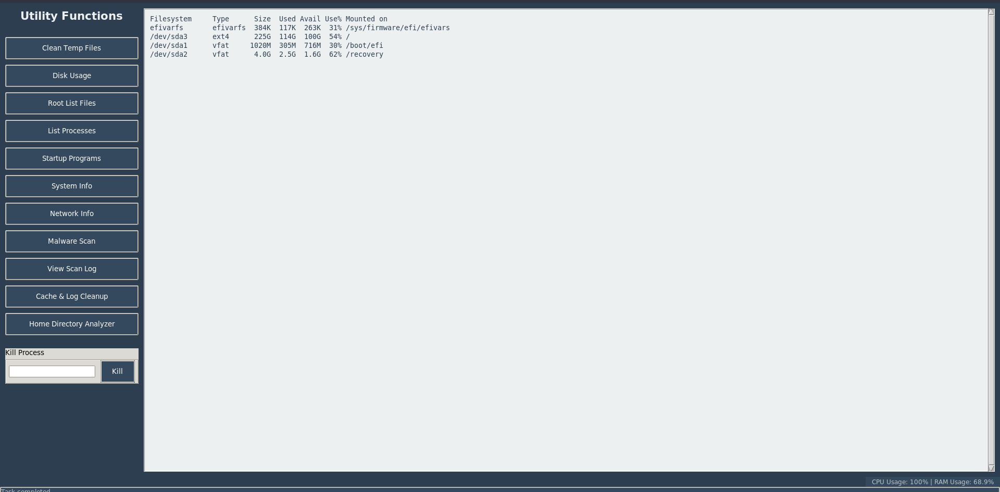 Utility Functions
Clean Temp Files
Disk Usage
Root List Files
List Processes
Startup Programs
System Info
Network Info
Malware Scan
View Scan Log
Cache & Log Cleanup
Home Directory Analyzer
Kill Process
Kill
Filesystem     Type      Size  Used Avail Use% Mounted on
efivarfs       efivarfs  384K  117K  263K  31% /sys/firmware/efi/efivars
/dev/sda3      ext4      225G  114G  100G  54% /
/dev/sda1      vfat     1020M  305M  716M  30% /boot/efi
/dev/sda2      vfat      4.0G  2.5G  1.6G  62% /recovery
CPU Usage: 100% | RAM Usage: 68.9%
Task completed